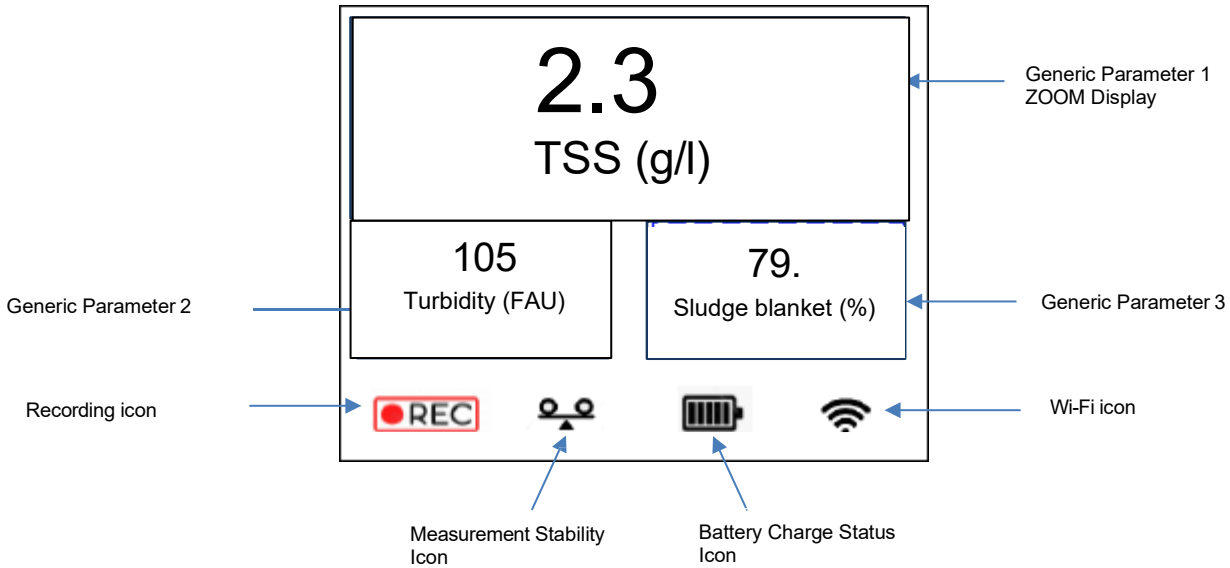 2.3
TSS (g/l)
Generic Parameter 1
ZOOM Display
105
Turbidity (FAU)
79.
Sludge blanket (%)
Generic Parameter 2
Generic Parameter 3
Recording icon
REC
Wi-Fi icon
Measurement Stability
Icon
Battery Charge Status
Icon